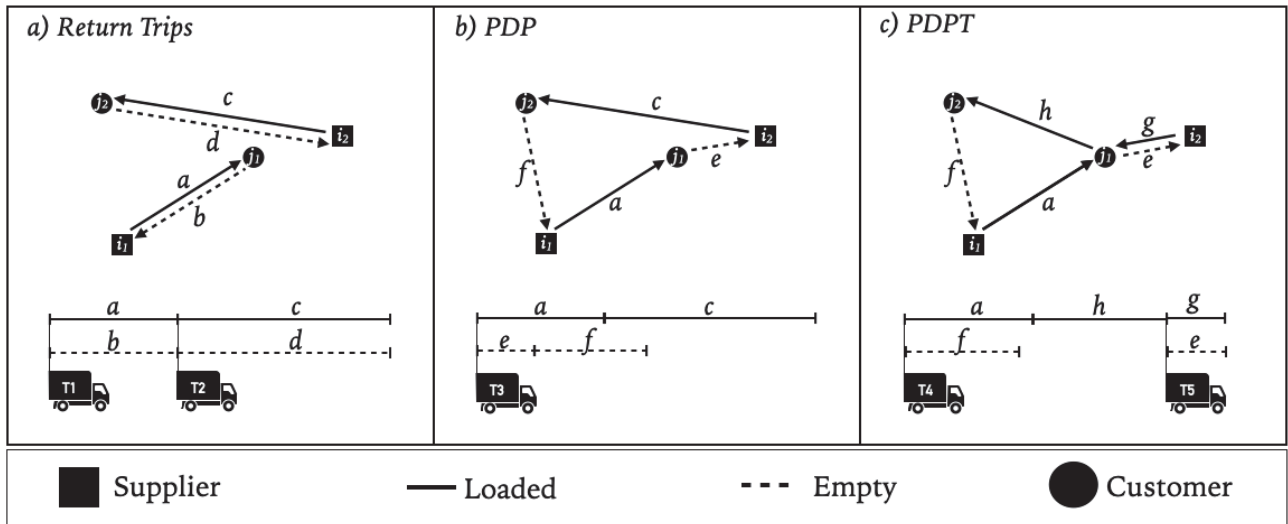 a) Return Trips
j2
c
d
i2
j1
a
b
i1
a
c
b
d
T1
T2
b) PDP
j2
c
i2
j1
e
f
a
i1
a
c
e
f
T3
c) PDPT
j2
h
g
i2
j1
e
f
a
i1
a
h
g
f
e
T4
T5
Supplier
Loaded
Empty
Customer